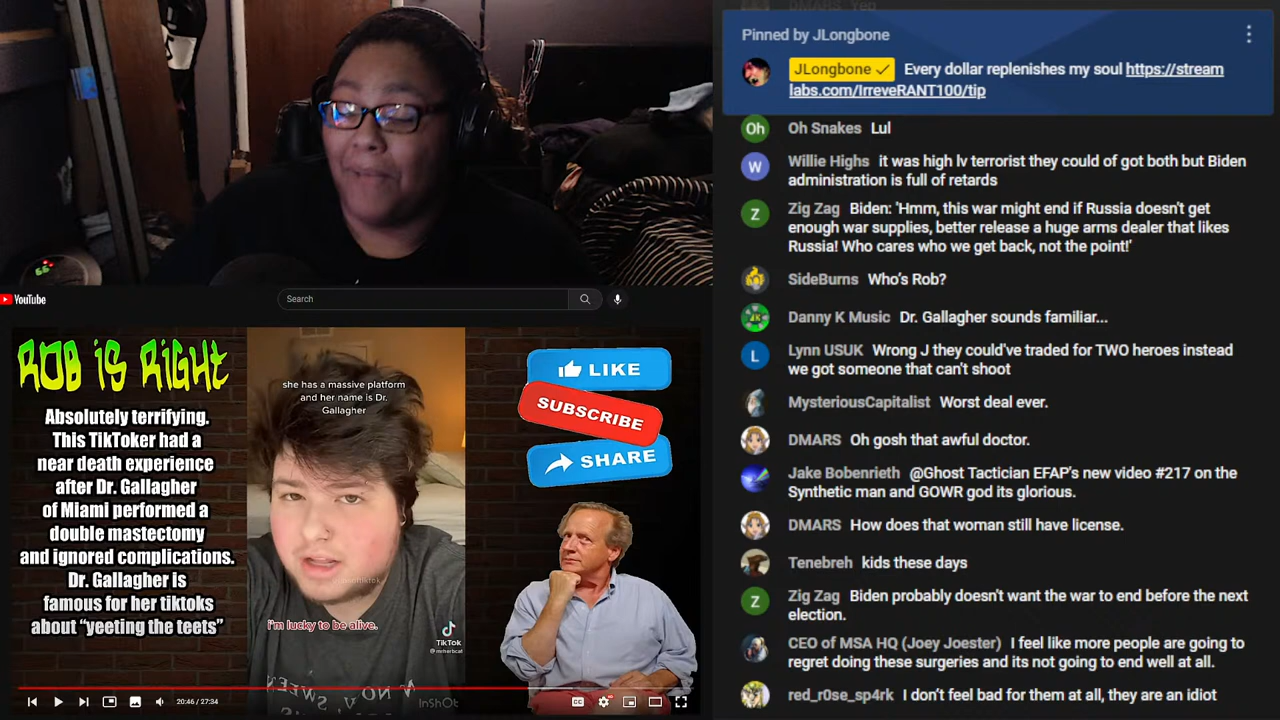 DMARS Yep
Pinned by JLongbone
JLongbone Every dollar replenishes my soul https://stream
labs.com/IrreveRANT100/tip
Oh Oh Snakes Lul
W Willie Highs it was high lv terrorist they could of got both but Biden
administration is full of retards
Z Zig Zag Biden: 'Hmm, this war might end if Russia doesn't get
enough war supplies, better release a huge arms dealer that likes
Russia! Who cares who we get back, not the point!'
SideBurns Who's Rob?
Danny K Music Dr. Gallagher sounds familiar...
L Lynn USUK Wrong J they could've traded for TWO heroes instead
we got someone that can't shoot
MysteriousCapitalist Worst deal ever.
DMARS Oh gosh that awful doctor.
Jake Bobenrieth @Ghost Tactician EFAP's new video #217 on the
Synthetic man and GOWR god its glorious.
DMARS How does that woman still have license.
Tenebreh kids these days
Z Zig Zag Biden probably doesn't want the war to end before the next
election.
CEO of MSA HQ (Joey Joester) I feel like more people are going to
regret doing these surgeries and its not going to end well at all.
red_r0se_sp4rk I don't feel bad for them at all, they are an idiot
YouTube
Search
ROB iS RiGHT
Absolutely terrifying.
This TikToker had a
near death experience
after Dr. Gallagher
of Miami performed a
double mastectomy
and ignored complications.
Dr. Gallagher is
famous for her tiktoks
about “yeeting the teets”
she has a massive platform
and her name is Dr.
Gallagher
i'm lucky to be alive.
TikTok
InShOt
LIKE
SUBSCRIBE
SHARE
20:46 / 27:34
CC